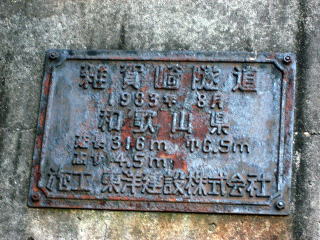 雑賀崎隧道
1983年8月
和歌山県
延長316m 巾6.5m
高サ4.5m
施工 東洋建設株式会社